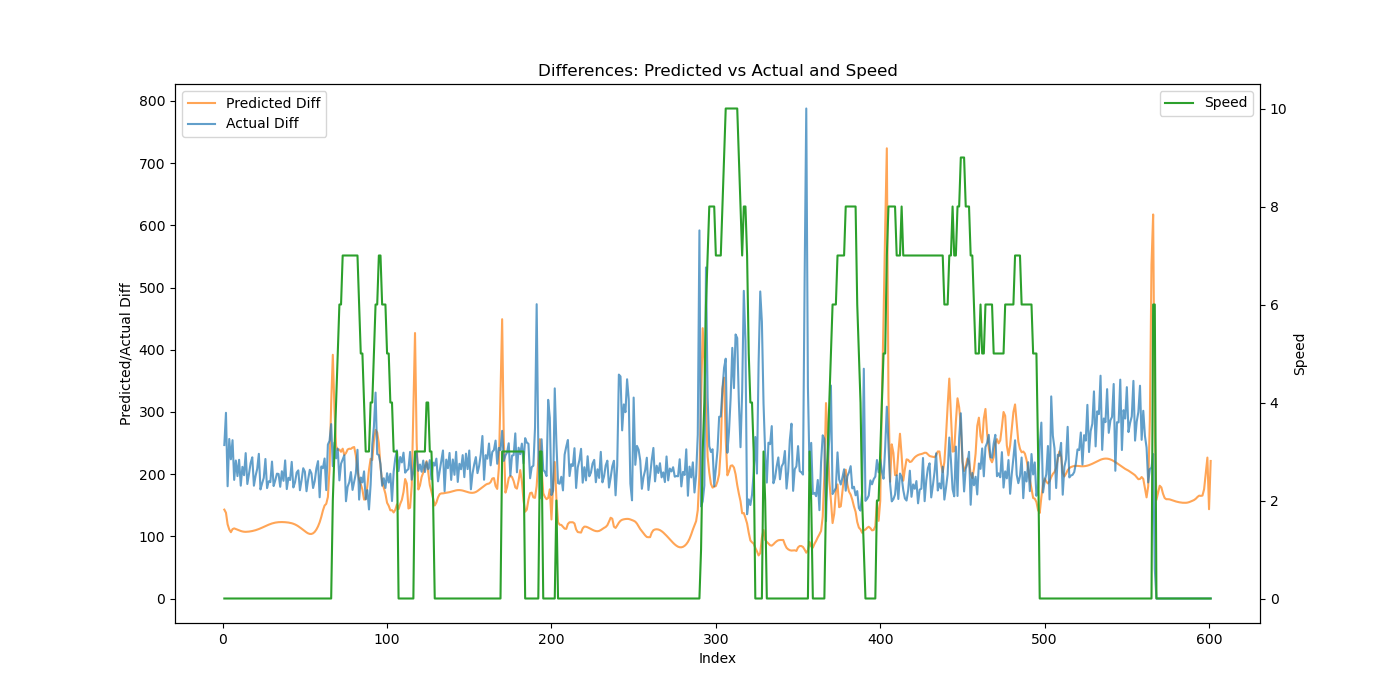 Differences: Predicted vs Actual and Speed
Predicted Diff
Actual Diff
Speed
800
700
600
500
400
300
200
100
0
Predicted/Actual Diff
10
8
6
4
2
0
Speed
0 100 200 300 400 500 600
Index